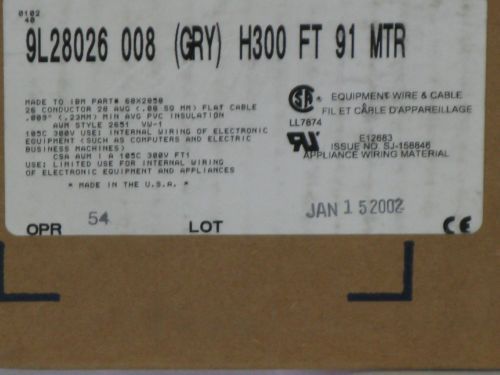 0102
40
9L28026 008 (GRY) H300 FT 91 MTR
MADE TO IBM PART# 60X2050
26 CONDUCTOR 28 AWG (.08 SQ MM) FLAT CABLE
.009" (.23MM) MIN AVG PVC INSULATION
AWM STYLE 2651 VW-1
105C 300V USE: INTERNAL WIRING OF ELECTRONIC
EQUIPMENT (SUCH AS COMPUTERS AND ELECTRIC
BUSINESS MACHINES)
CSA AWM I A 105C 300V FT1
USE: LIMITED USE FOR INTERNAL WIRING
OF ELECTRONIC EQUIPMENT AND APPLIANCES
* MADE IN THE U.S.A. *
EQUIPMENT WIRE & CABLE
FIL ET CÂBLE D'APPAREILLAGE
LL7874
E12683
ISSUE NO. SJ-158846
APPLIANCE WIRING MATERIAL
OPR 54 LOT JAN 15 2002 CE